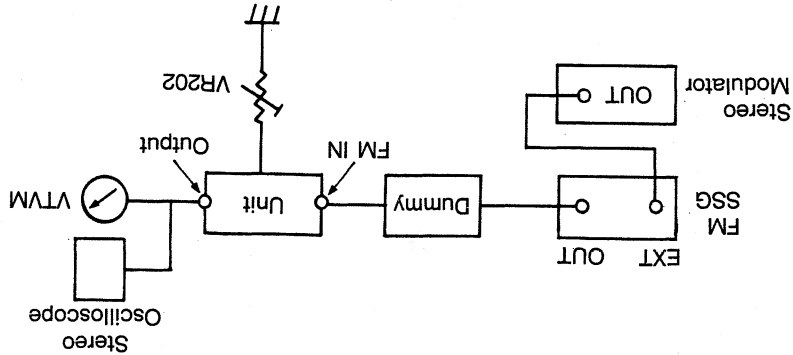 Stereo
Oscilloscope
EXT OUT
FM
SSG
Dummy
Unit
VTVM
FM IN
Output
Stereo
Modulator
OUT
VR202